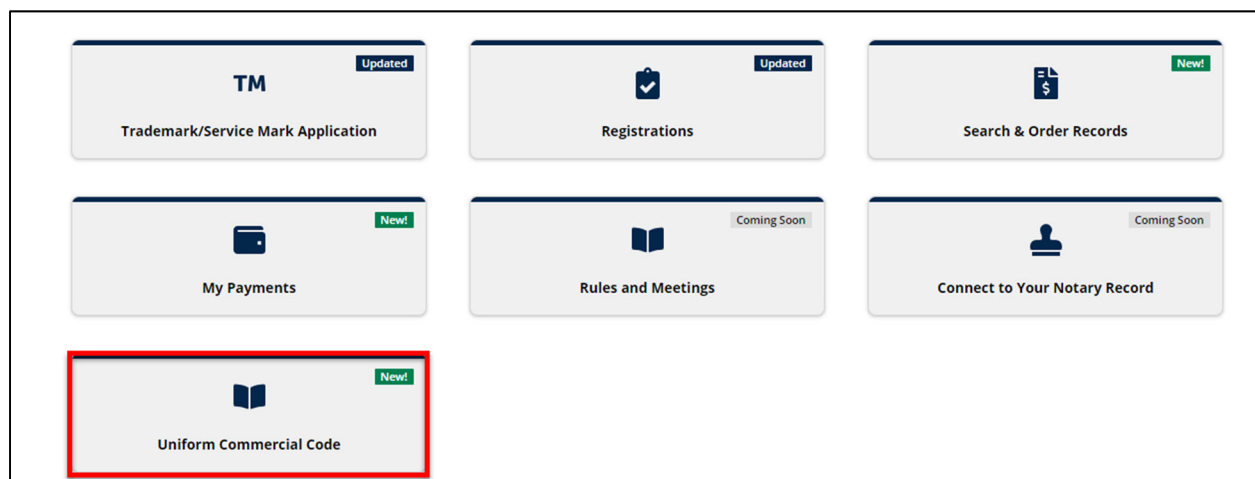 Updated
TM
Trademark/Service Mark Application
Updated
Registrations
New!
Search & Order Records
New!
My Payments
Coming Soon
Rules and Meetings
Coming Soon
Connect to Your Notary Record
New!
Uniform Commercial Code